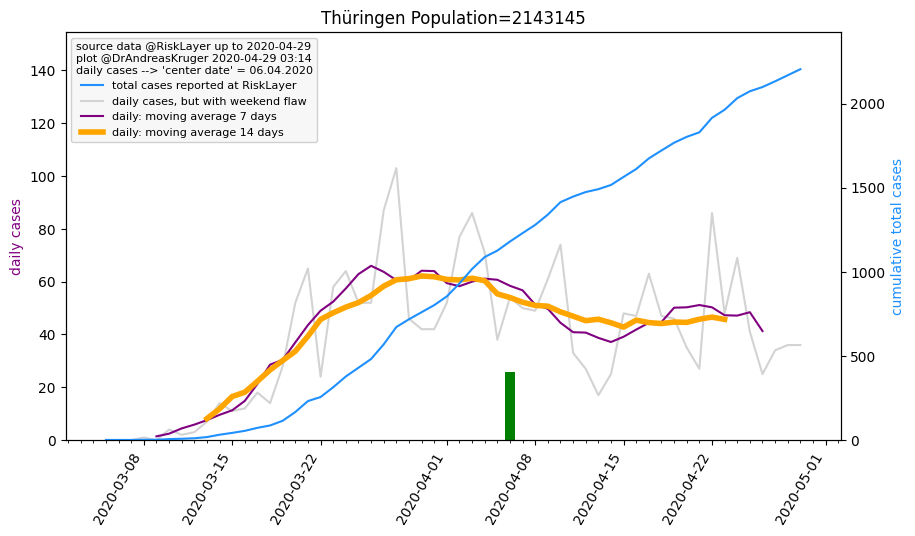 Thüringen Population=2143145
source data @RiskLayer up to 2020-04-29
plot @DrAndreasKruger 2020-04-29 03:14
daily cases --> 'center date' = 06.04.2020
total cases reported at RiskLayer
daily cases, but with weekend flaw
daily: moving average 7 days
daily: moving average 14 days
daily cases
140
120
100
80
60
40
20
0
cumulative total cases
2000
1500
1000
500
0
2020-03-08
2020-03-15
2020-03-22
2020-04-01
2020-04-08
2020-04-15
2020-04-22
2020-05-01